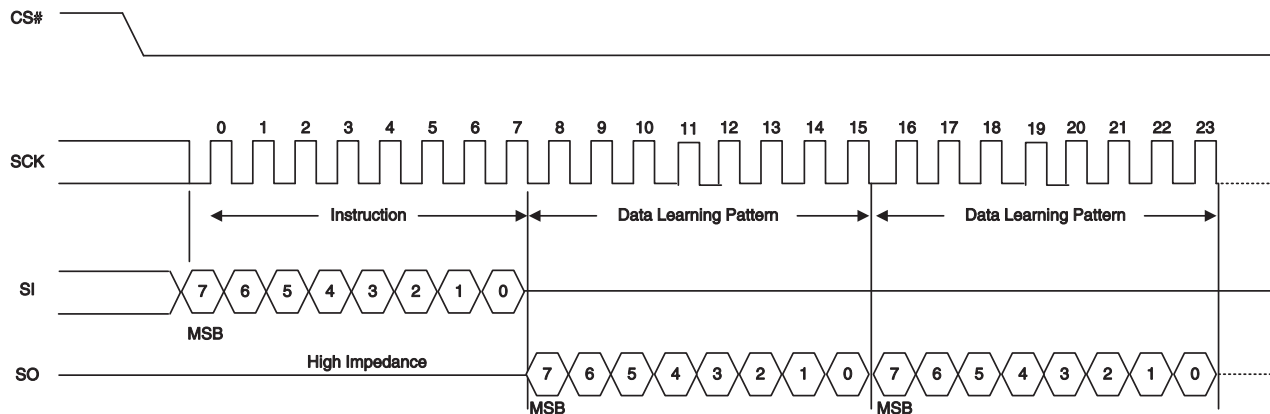 CS#
0 1 2 3 4 5 6 7 8 9 10 11 12 13 14 15 16 17 18 19 20 21 22 23
SCK
Instruction Data Learning Pattern Data Learning Pattern
SI 7 6 5 4 3 2 1 0
MSB
High Impedance
SO 7 6 5 4 3 2 1 0 7 6 5 4 3 2 1 0
MSB MSB